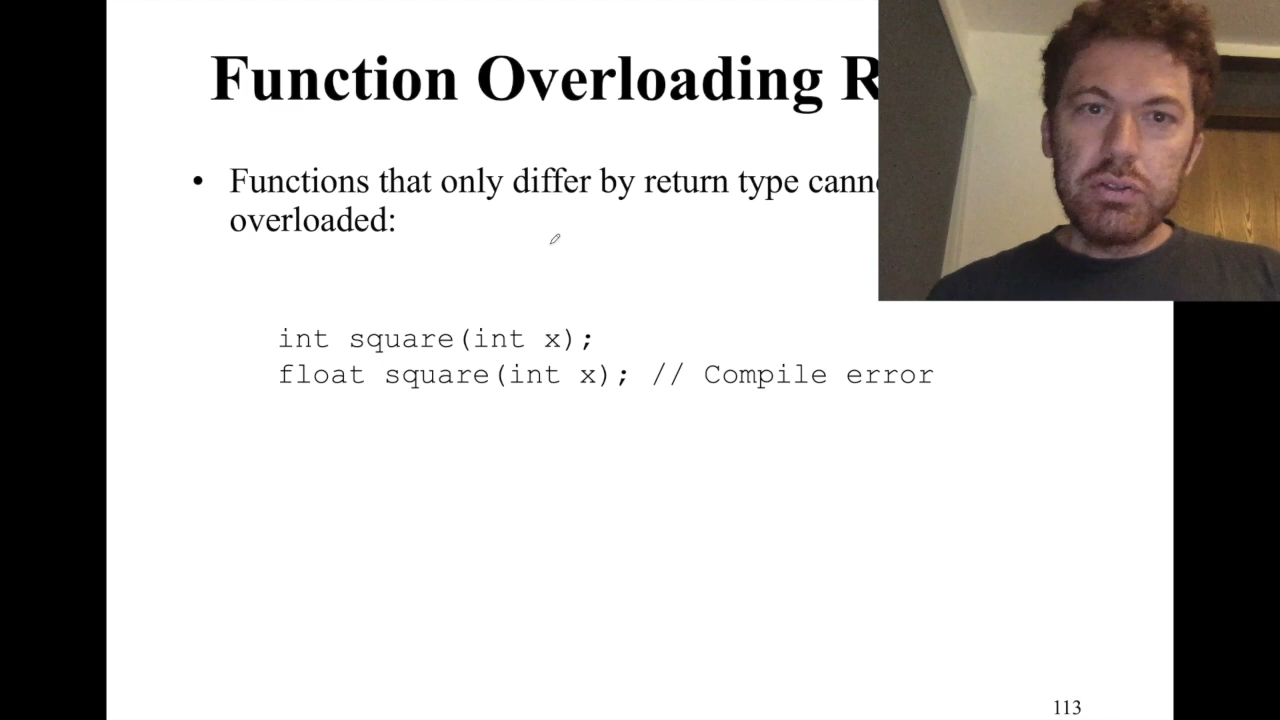 Function Overloading R
• Functions that only differ by return type
overloaded:
int square(int x);
float square(int x); // Compile error
113